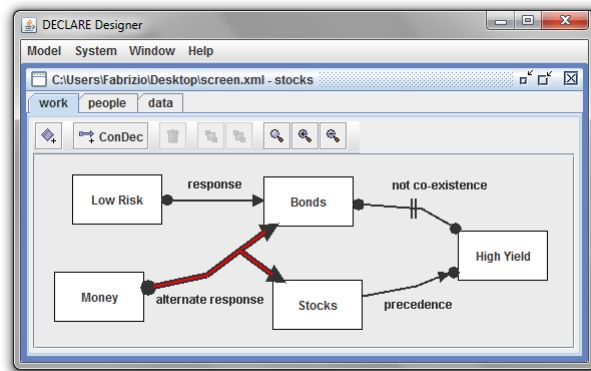 DECLARE Designer
Model System Window Help
C:\Users\Fabrizio\Desktop\screen.xml - stocks
work people data
ConDec
response
not co-existence
Low Risk
Bonds
High Yield
Money
alternate response
Stocks
precedence